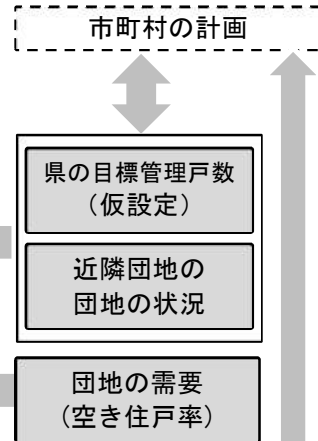 市町村の計画
県の目標管理戸数
（仮設定）
近隣団地の
団地の状況
団地の需要
（空き住戸率）